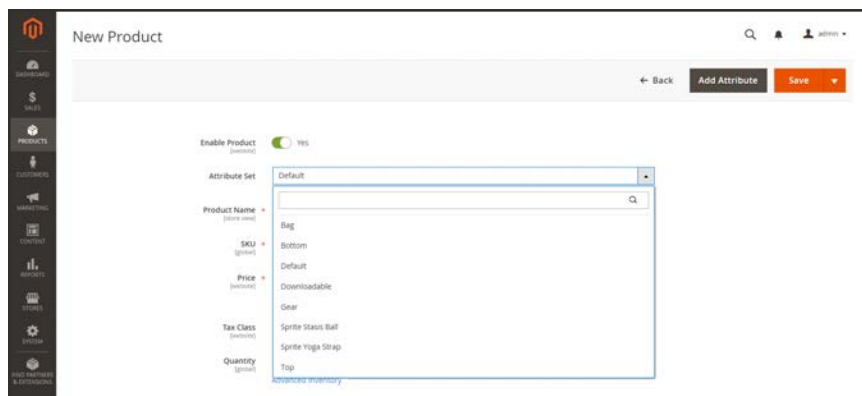 New Product
admin
DASHBOARD
SALES
PRODUCTS
CUSTOMERS
MARKETING
CONTENT
REPORTS
STORES
SYSTEM
FIND PARTNERS
& EXTENSIONS
← Back
Add Attribute
Save
Enable Product
[website]
Yes
Attribute Set
Default
Product Name *
[store view]
SKU *
[global]
Price *
[website]
Tax Class
[website]
Quantity
[global]
Bag
Bottom
Default
Downloadable
Gear
Sprite Stasis Ball
Sprite Yoga Strap
Top
Advanced Inventory